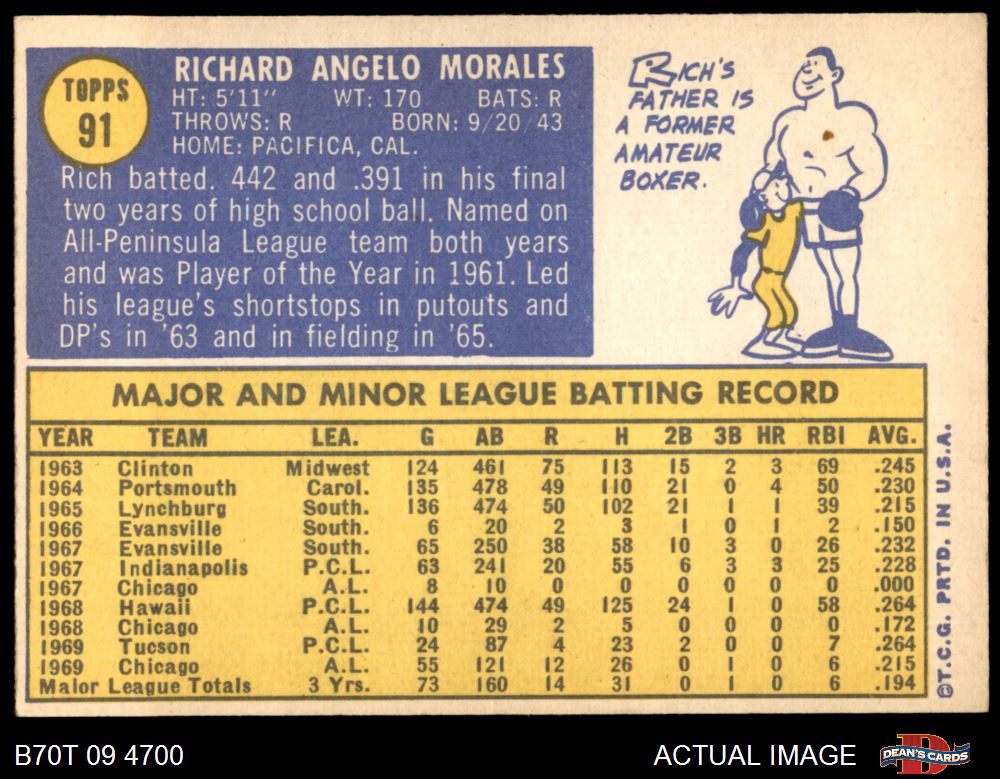 TOPPS
91
RICHARD ANGELO MORALES
HT: 5'11" WT: 170 BATS: R
THROWS: R BORN: 9/20/43
HOME: PACIFICA, CAL.
Rich batted. 442 and .391 in his final
two years of high school ball. Named on
All-Peninsula League team both years
and was Player of the Year in 1961. Led
his league's shortstops in putouts and
DP's in '63 and in fielding in '65.
RICH'S
FATHER IS
A FORMER
AMATEUR
BOXER.
MAJOR AND MINOR LEAGUE BATTING RECORD
YEAR TEAM LEA. G AB R H 2B 3B HR RBI AVG.
1963 Clinton Midwest 124 461 75 113 15 2 3 69 .245
1964 Portsmouth Carol. 135 478 49 110 21 0 4 50 .230
1965 Lynchburg South. 136 474 50 102 21 1 1 39 .215
1966 Evansville South. 6 20 2 3 1 0 1 2 .150
1967 Evansville South. 65 250 38 58 10 3 0 26 .232
1967 Indianapolis P.C.L. 63 241 20 55 6 3 3 25 .228
1967 Chicago A.L. 8 10 0 0 0 0 0 0 .000
1968 Hawaii P.C.L. 144 474 49 125 24 1 0 58 .264
1968 Chicago A.L. 10 29 2 5 0 0 0 0 .172
1969 Tucson P.C.L. 24 87 4 23 2 0 0 7 .264
1969 Chicago A.L. 55 121 12 26 0 1 0 6 .215
Major League Totals 3 Yrs. 73 160 14 31 0 1 0 6 .194
©T.C.G. PRTD. IN U.S.A.
B70T 09 4700
ACTUAL IMAGE
DEAN'S CARDS